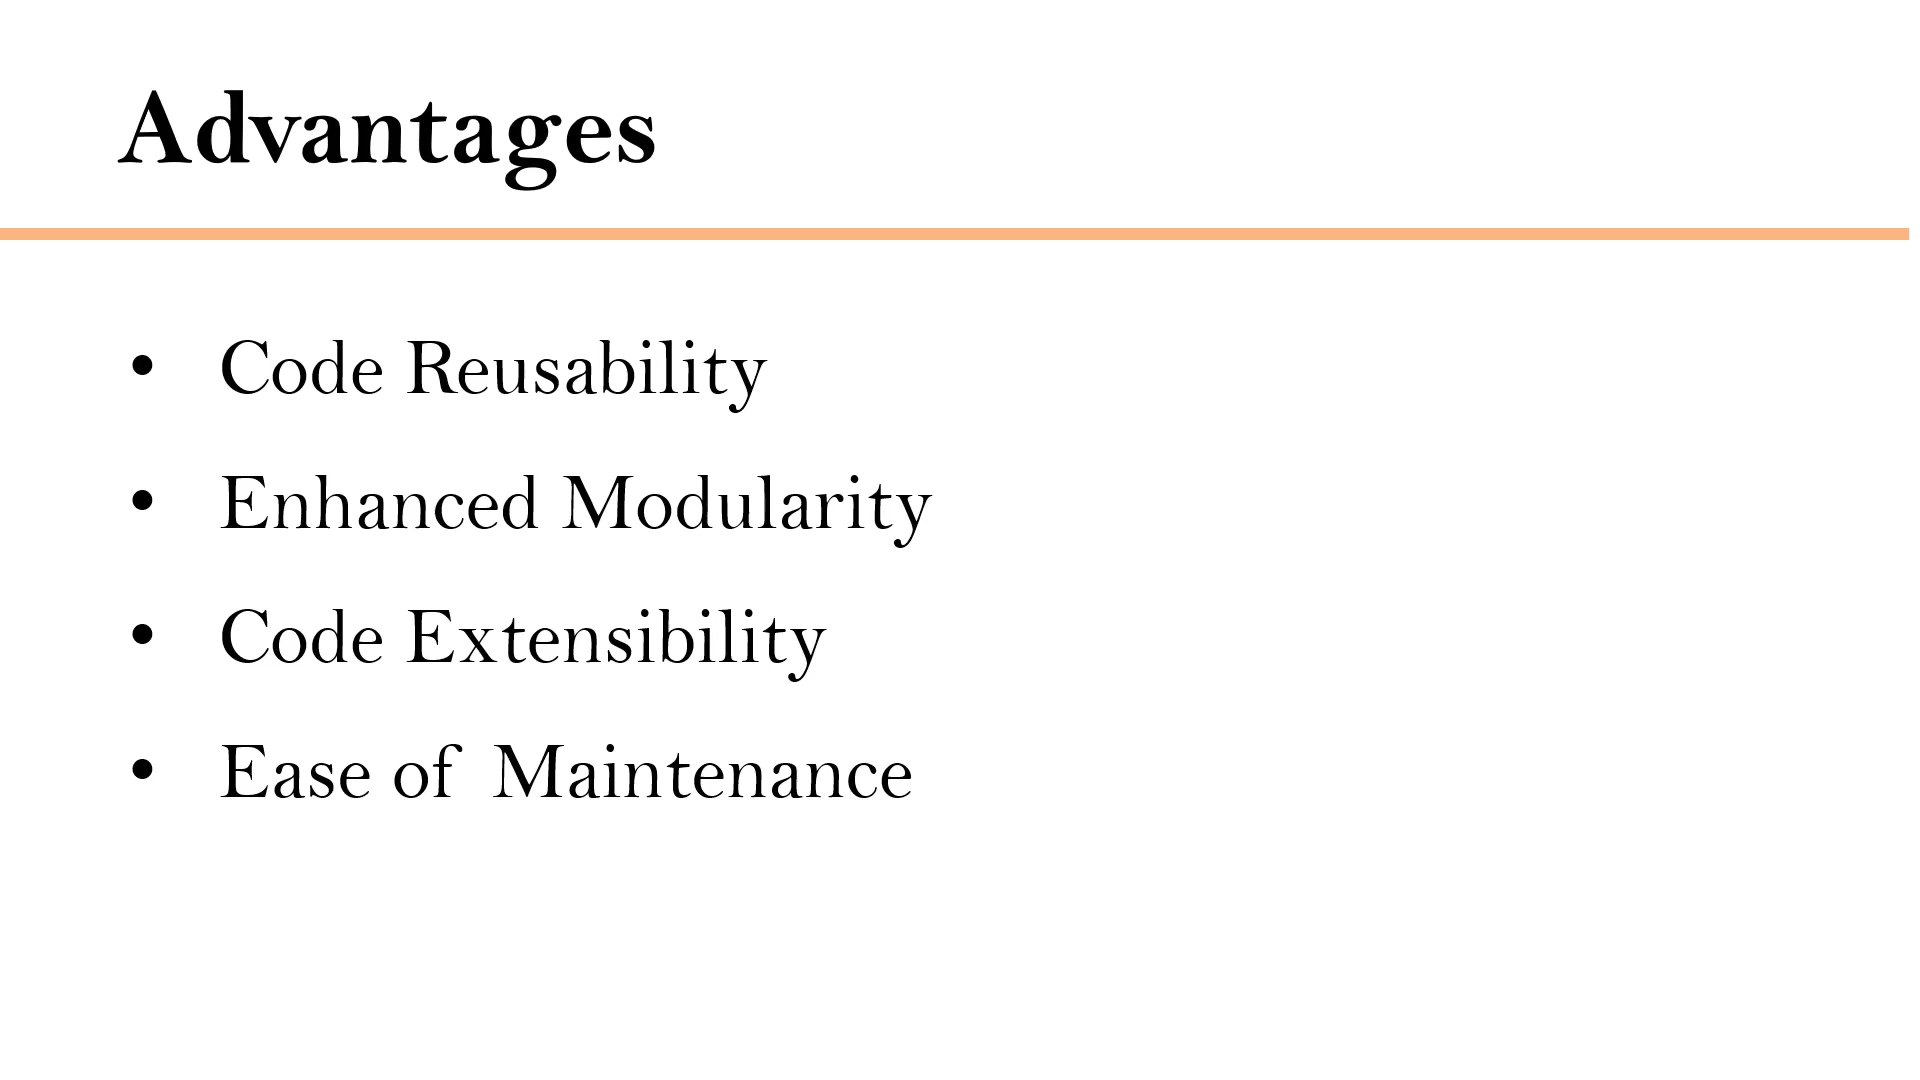 Advantages
• Code Reusability
• Enhanced Modularity
• Code Extensibility
• Ease of Maintenance